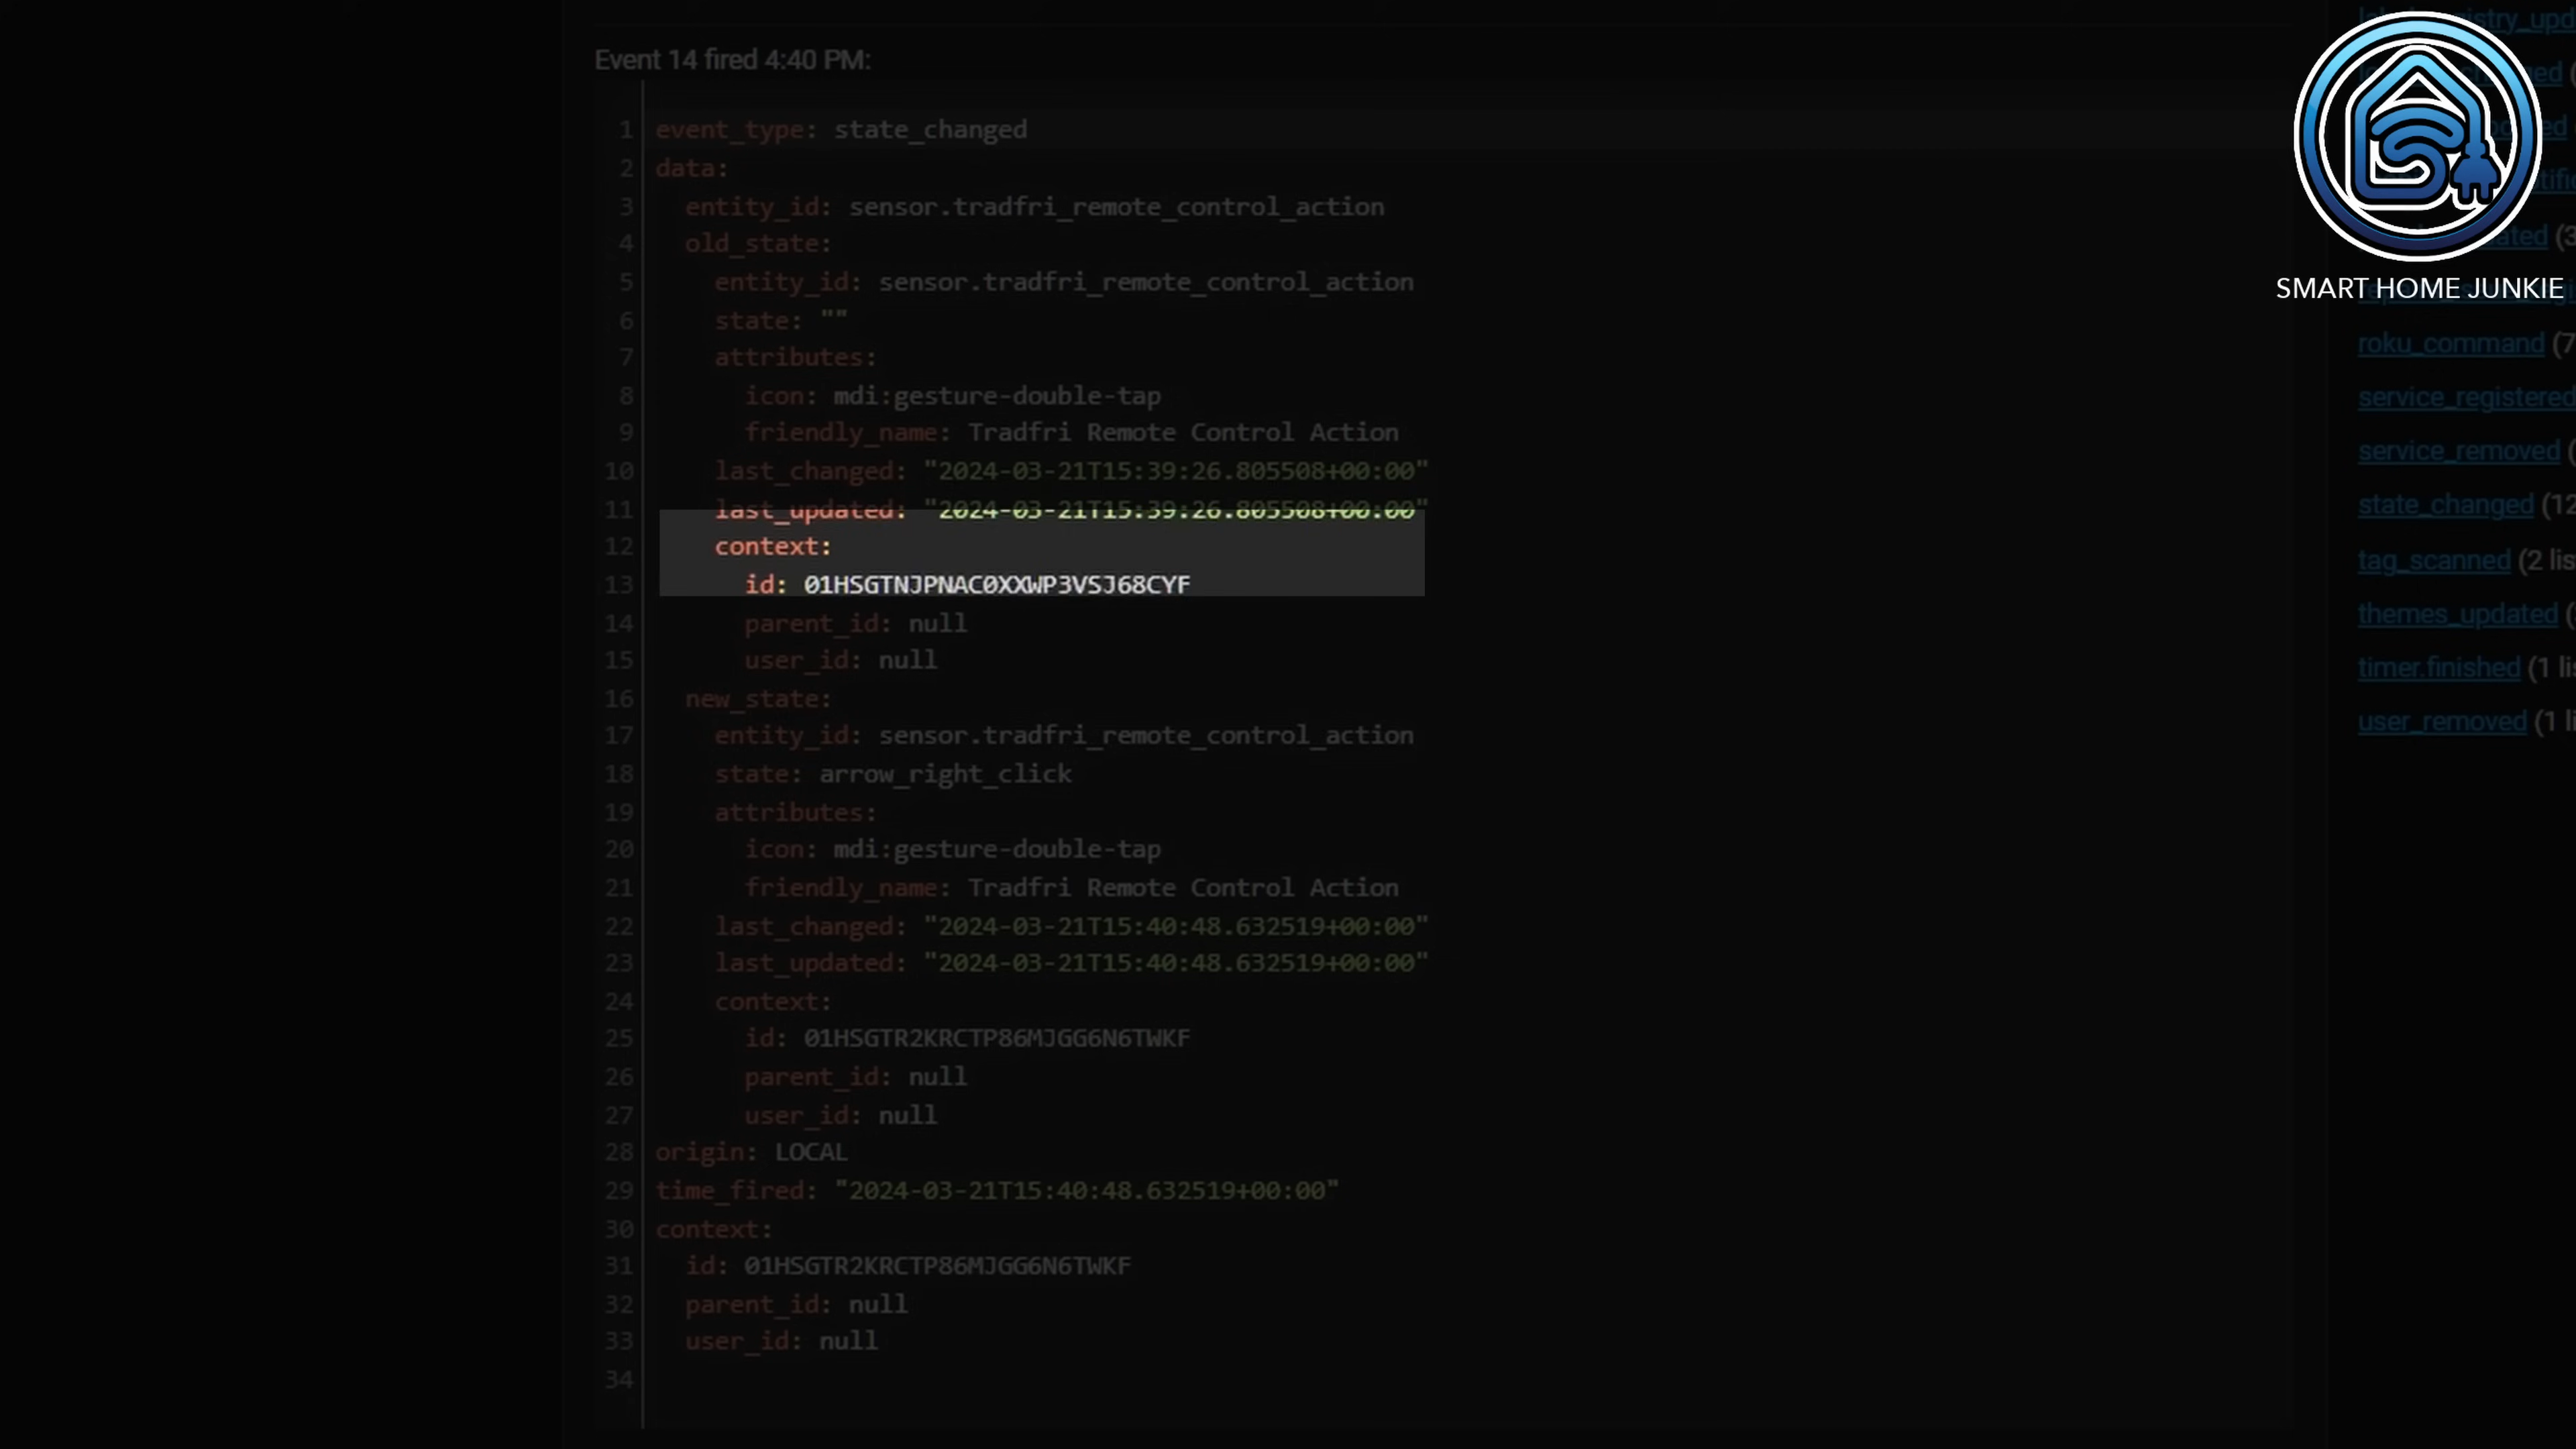 Event 14 fired 4:40 PM:
1 event_type: state_changed
2 data:
3 entity_id: sensor.tradfri_remote_control_action
4 old_state:
5 entity_id: sensor.tradfri_remote_control_action
6 state: ""
7 attributes:
8 icon: mdi:gesture-double-tap
9 friendly_name: Tradfri Remote Control Action
10 last_changed: "2024-03-21T15:39:26.805508+00:00"
11 last_updated: "2024-03-21T15:39:26.805508+00:00"
12 context:
13 id: 01HSGTNJPNAC0XXWP3VSJ68CYF
14 parent_id: null
15 user_id: null
16 new_state:
17 entity_id: sensor.tradfri_remote_control_action
18 state: arrow_right_click
19 attributes:
20 icon: mdi:gesture-double-tap
21 friendly_name: Tradfri Remote Control Action
22 last_changed: "2024-03-21T15:40:48.632519+00:00"
23 last_updated: "2024-03-21T15:40:48.632519+00:00"
24 context:
25 id: 01HSGTR2KRCTP86MJGG6N6TWKF
26 parent_id: null
27 user_id: null
28 origin: LOCAL
29 time_fired: "2024-03-21T15:40:48.632519+00:00"
30 context:
31 id: 01HSGTR2KRCTP86MJGG6N6TWKF
32 parent_id: null
33 user_id: null
34
SMART HOME JUNKIE
roku_command (7
service_registered
service_removed (
state_changed (12
tag_scanned (2 lis
themes_updated (
timer.finished (1 lis
user_removed (1 li